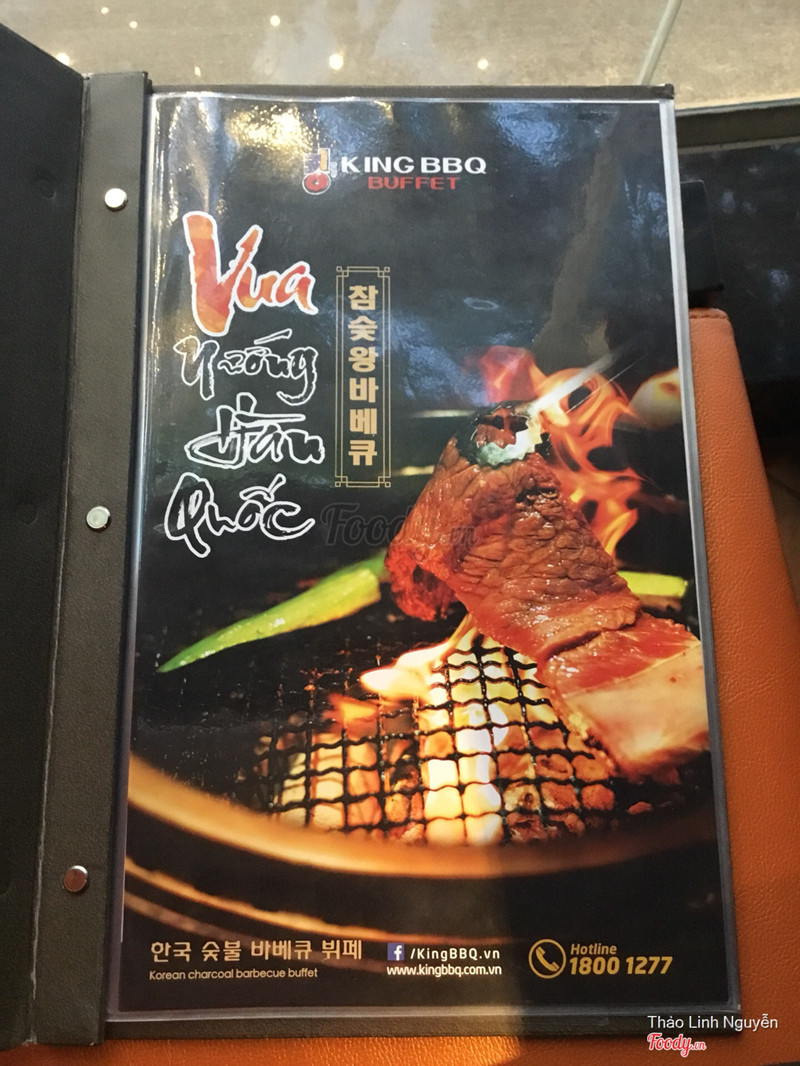 KING BBQ
BUFFET
Vua
Nướng
Hàn
Quốc
참숯왕바베큐
Foody.vn
한국 숯불 바베큐 뷔페
Korean charcoal barbecue buffet
/KingBBQ.vn
www.kingbbq.com.vn
Hotline
1800 1277
Thảo Linh Nguyễn
Foody.vn